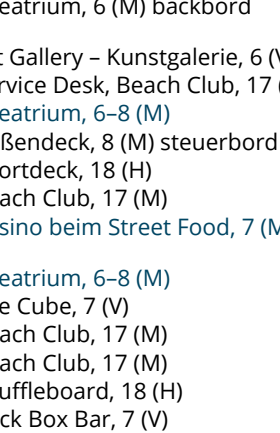 eatrium, 6 (M) backbord
t Gallery – Kunstgalerie, 6 (V
rvice Desk, Beach Club, 17 (
eatrium, 6–8 (M)
ßendeck, 8 (M) steuerbord
ortdeck, 18 (H)
ach Club, 17 (M)
sino beim Street Food, 7 (M
eatrium, 6–8 (M)
e Cube, 7 (V)
ach Club, 17 (M)
ach Club, 17 (M)
uffleboard, 18 (H)
ck Box Bar, 7 (V)